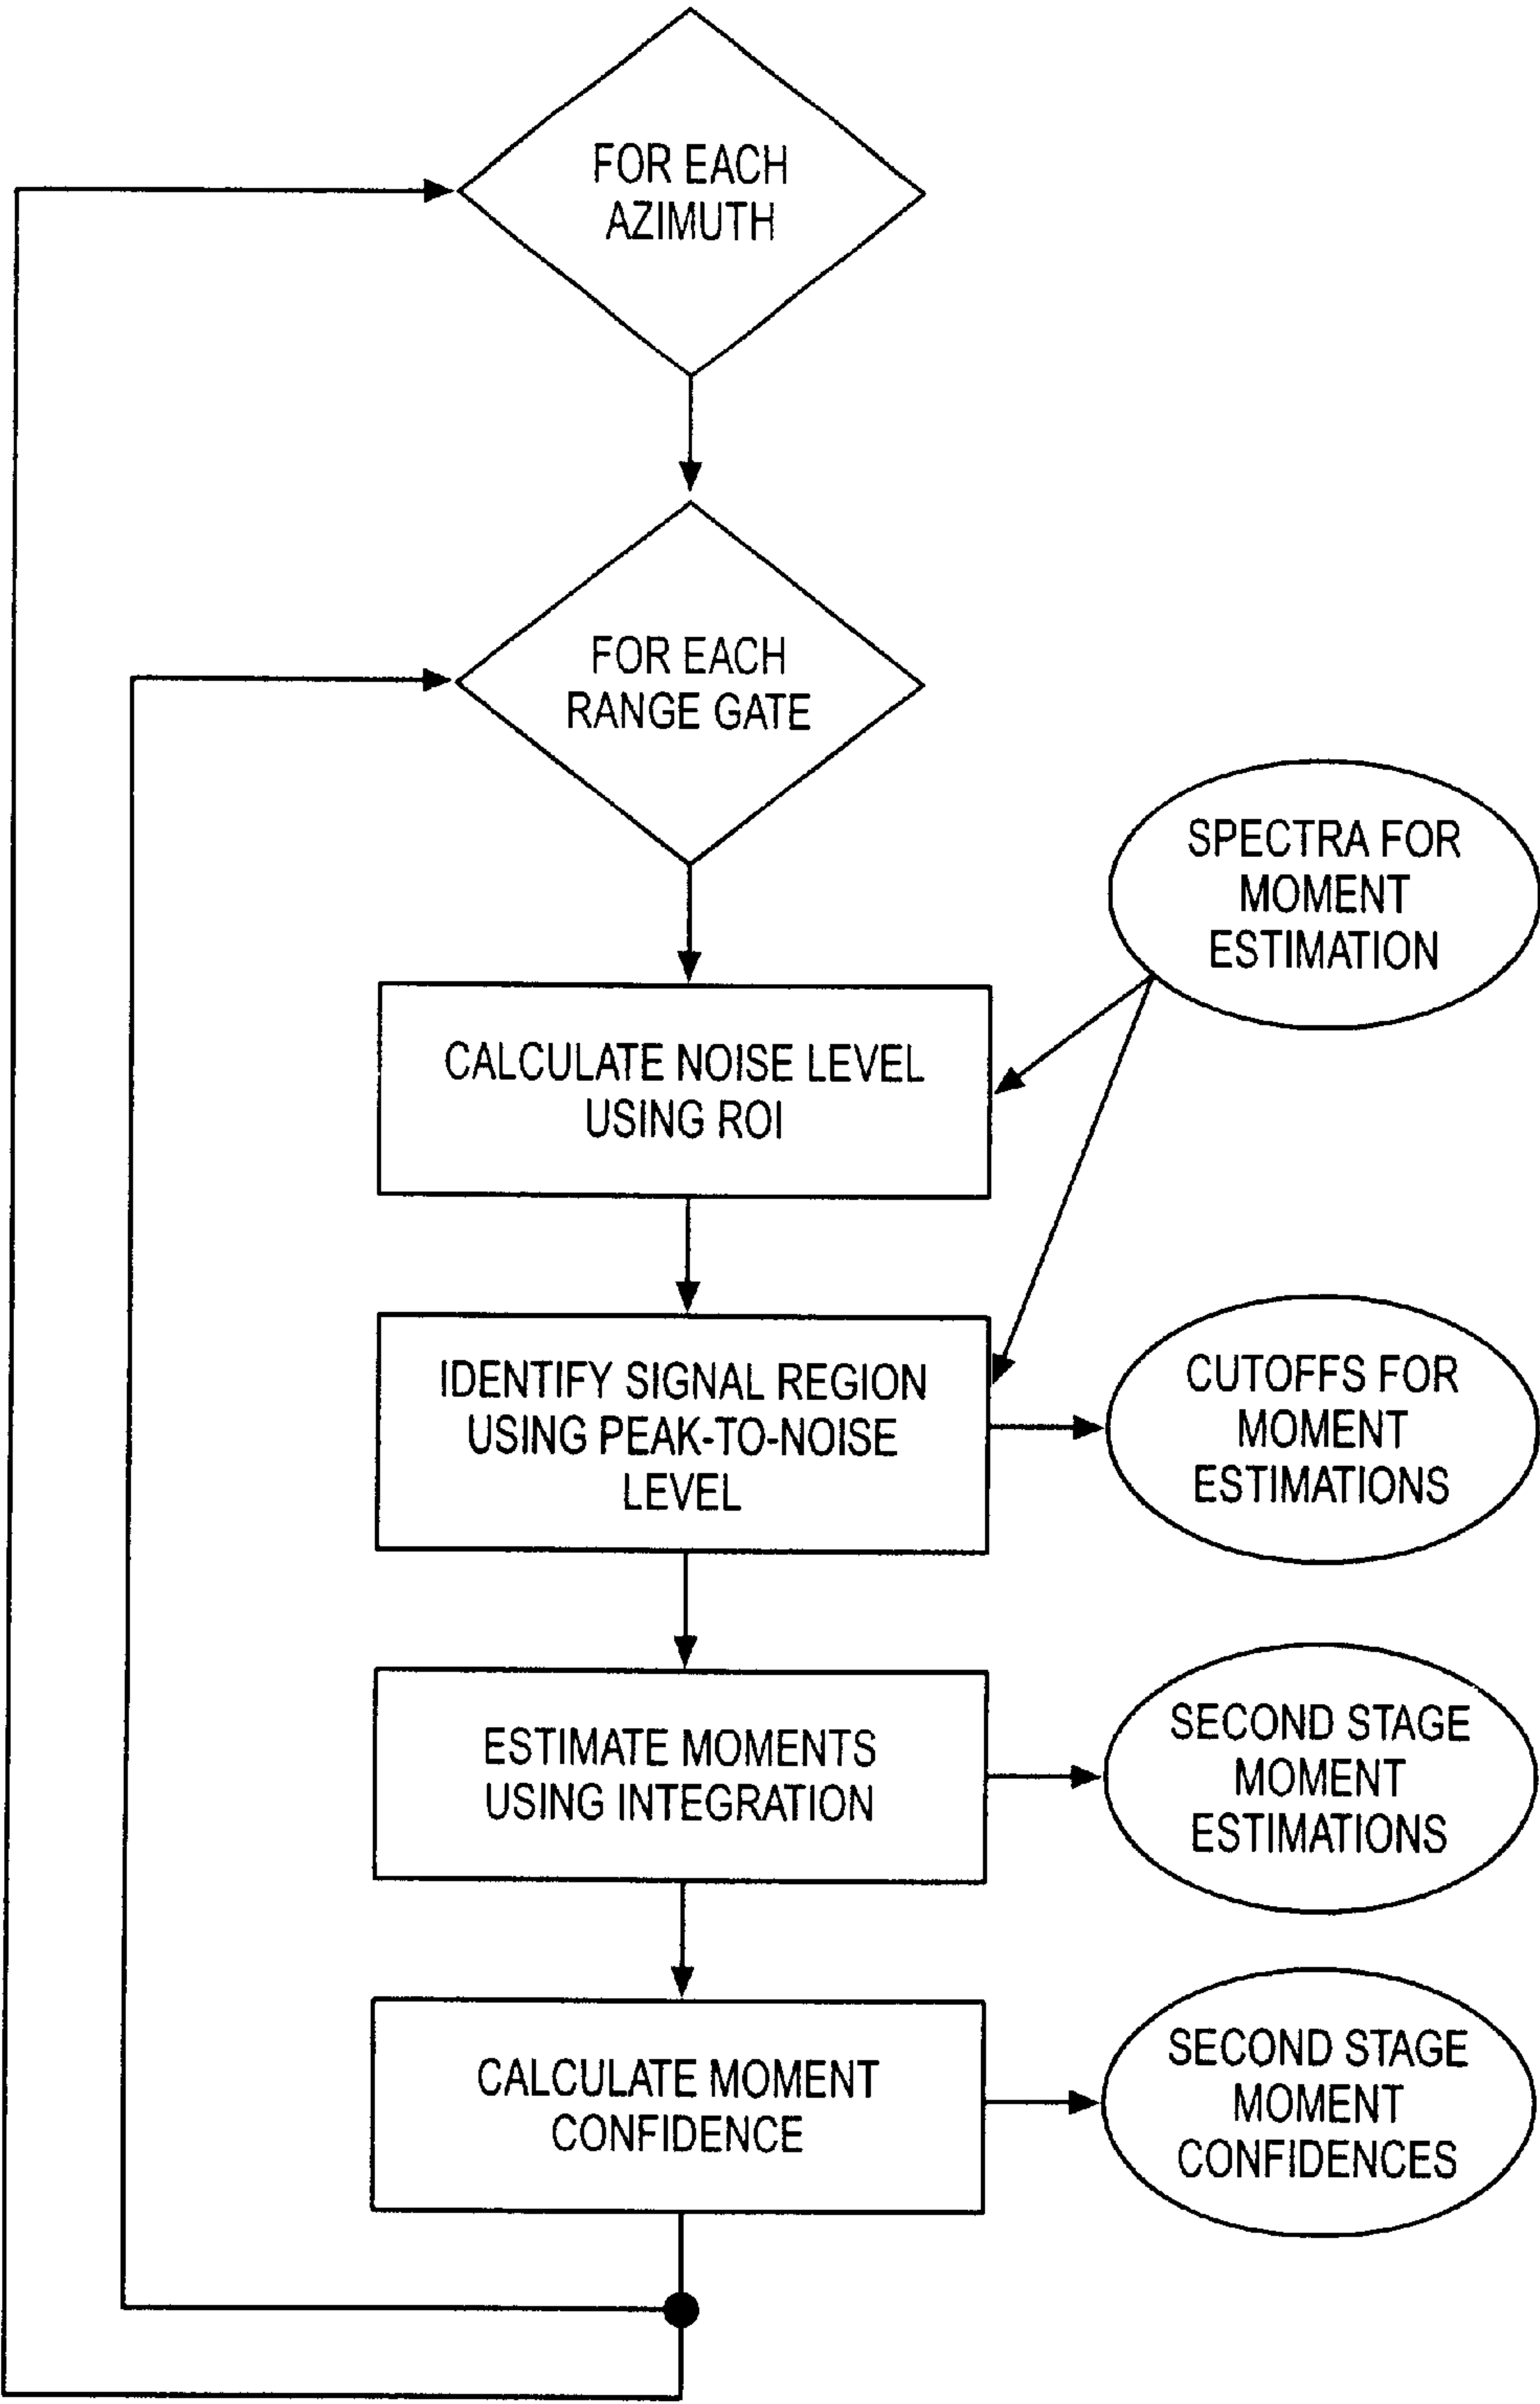 FOR EACH
AZIMUTH
FOR EACH
RANGE GATE
SPECTRA FOR
MOMENT
ESTIMATION
CALCULATE NOISE LEVEL
USING ROI
IDENTIFY SIGNAL REGION
USING PEAK-TO-NOISE
LEVEL
CUTOFFS FOR
MOMENT
ESTIMATIONS
ESTIMATE MOMENTS
USING INTEGRATION
SECOND STAGE
MOMENT
ESTIMATIONS
CALCULATE MOMENT
CONFIDENCE
SECOND STAGE
MOMENT
CONFIDENCES